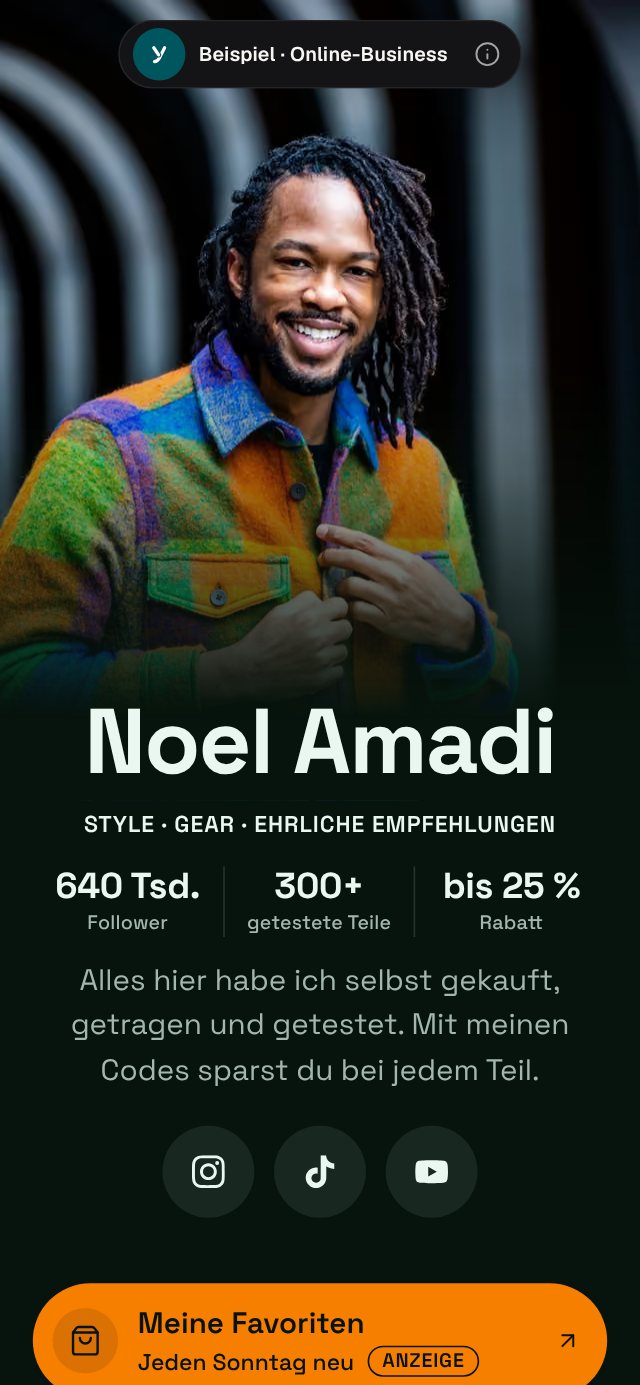 y Beispiel · Online-Business
Noel Amadi
STYLE · GEAR · EHRLICHE EMPFEHLUNGEN
640 Tsd. 300+ bis 25 %
Follower getestete Teile Rabatt
Alles hier habe ich selbst gekauft,
getragen und getestet. Mit meinen
Codes sparst du bei jedem Teil.
Meine Favoriten
Jeden Sonntag neu ANZEIGE